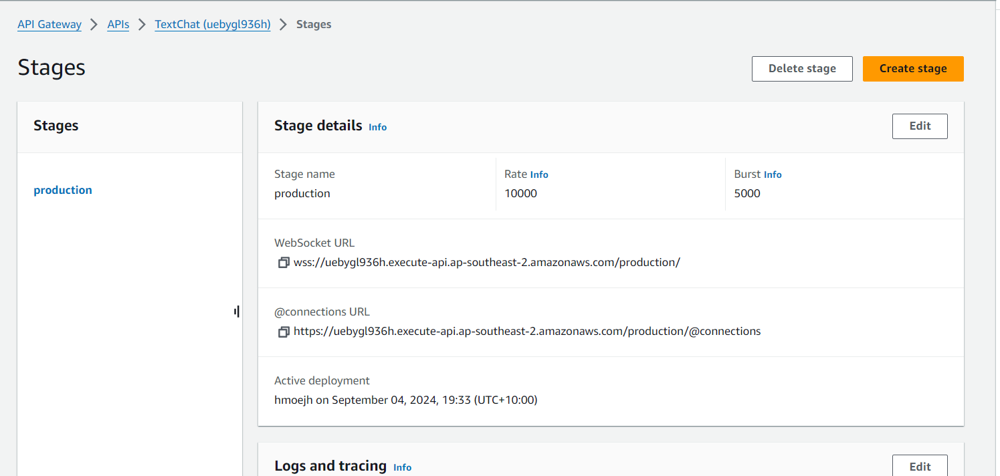 API Gateway > APIs > TextChat (uebygl936h) > Stages
Stages
Delete stage
Create stage
Stages
production
Stage details Info
Edit
Stage name
production
Rate Info
10000
Burst Info
5000
WebSocket URL
wss://uebygl936h.execute-api.ap-southeast-2.amazonaws.com/production/
@connections URL
https://uebygl936h.execute-api.ap-southeast-2.amazonaws.com/production/@connections
Active deployment
hmoejh on September 04, 2024, 19:33 (UTC+10:00)
Logs and tracing Info
Edit